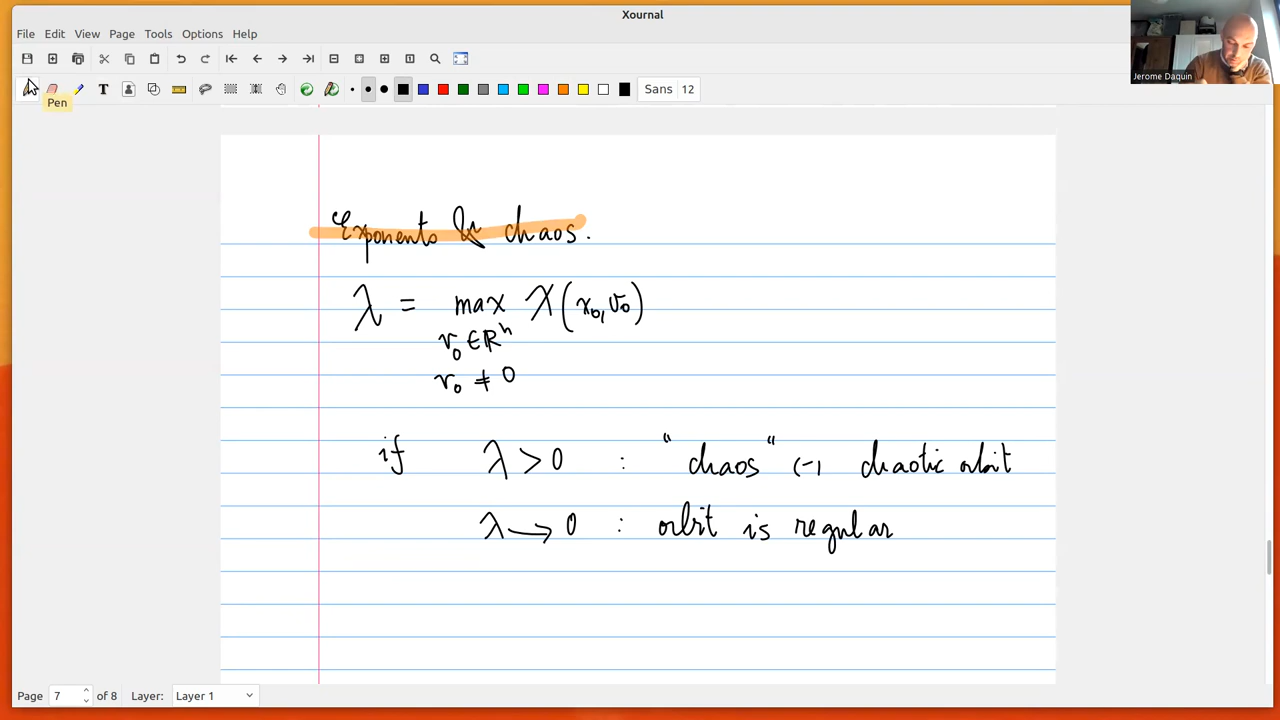 Xournal
File Edit View Page Tools Options Help
Jerome Daquin
Sans 12
Pen
Exponents & chaos.
λ = max χ(x₀, v₀)
v₀ ∈ ℝⁿ
v₀ ≠ 0
if λ > 0 : "chaos" (-) chaotic orbit
λ → 0 : orbit is regular
Page 7 of 8 Layer: Layer 1